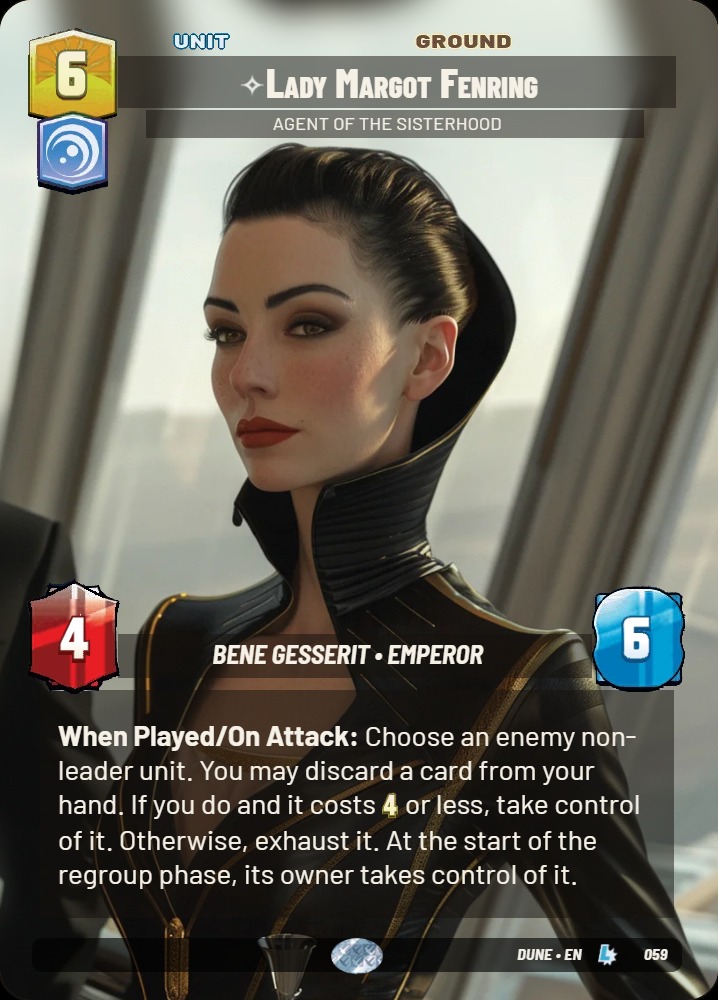 UNIT
GROUND
6
✧LADY MARGOT FENRING
AGENT OF THE SISTERHOOD
4
BENE GESSERIT • EMPEROR
6
When Played/On Attack: Choose an enemy non-
leader unit. You may discard a card from your
hand. If you do and it costs 4 or less, take control
of it. Otherwise, exhaust it. At the start of the
regroup phase, its owner takes control of it.
DUNE • EN
L
059